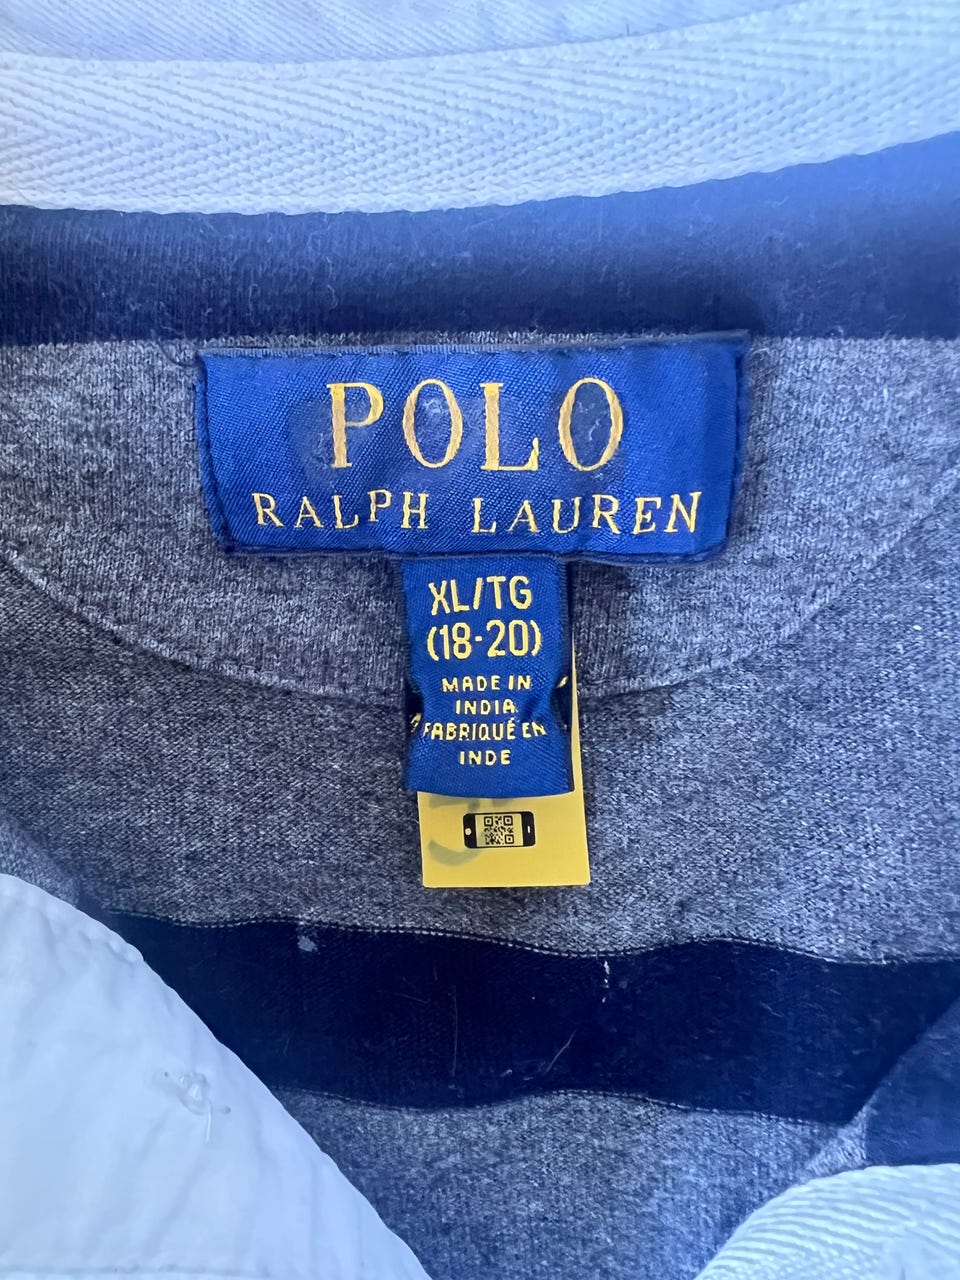 POLO
RALPH LAUREN
XL/TG
(18-20)
MADE IN
INDIA
FABRIQUÉ EN
INDE